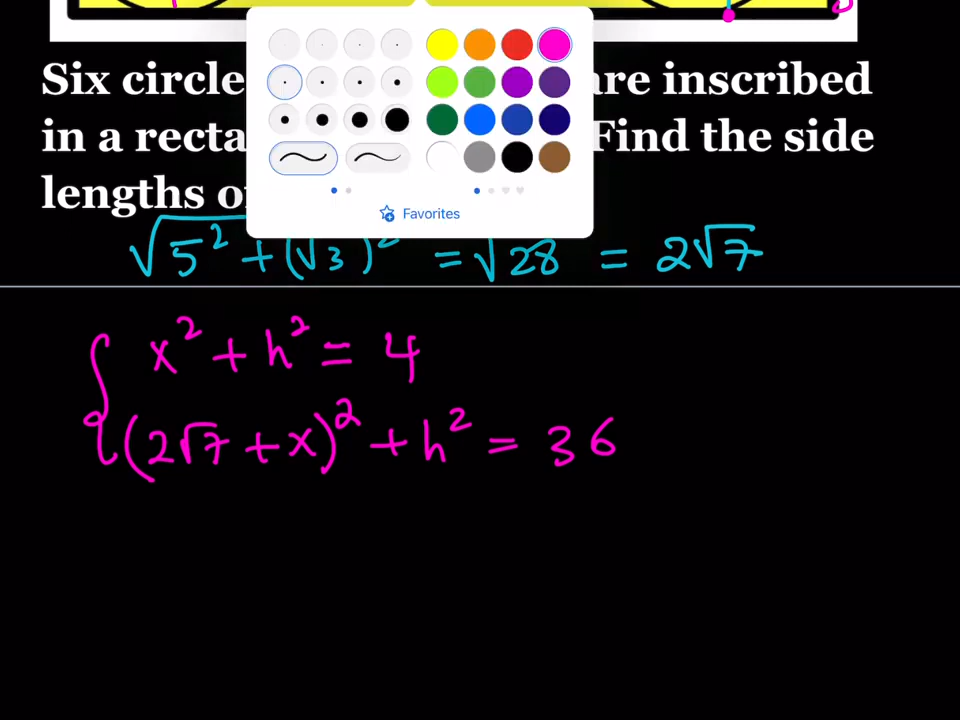 Six circle are inscribed
in a recta Find the side
lengths o
Favorites
√5² + (√3)² = √28 = 2√7
x² + h² = 4
(2√7 + x)² + h² = 36